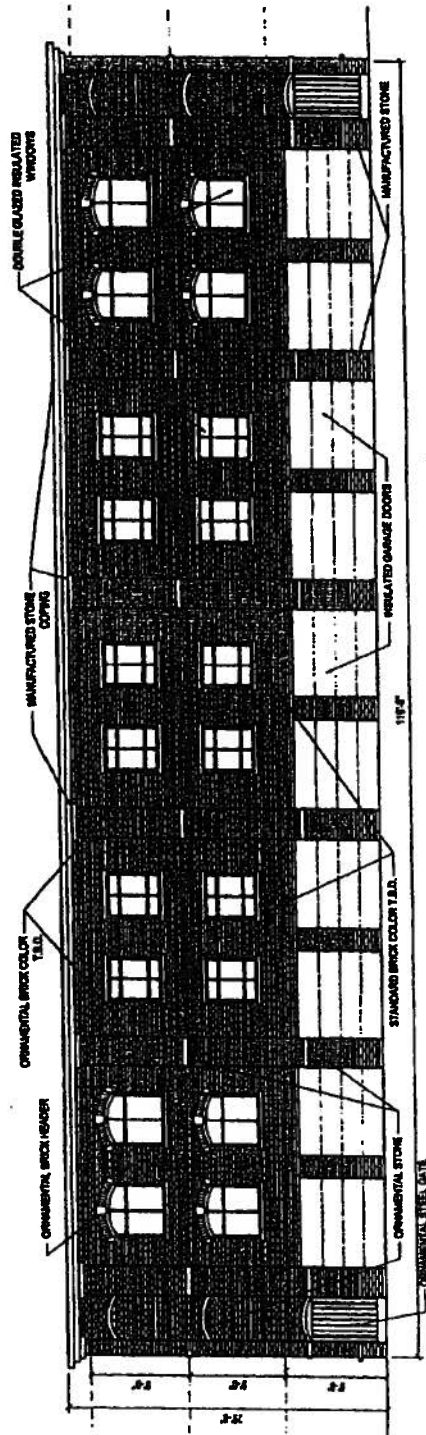 ORNAMENTAL BRICK HEADER
ORNAMENTAL BRICK COLOR
T.B.D.
MANUFACTURED STONE
COPING
DOUBLE GLAZED INSULATED
WINDOWS
ORNAMENTAL STEEL GATE
ORNAMENTAL STONE
STANDARD BRICK COLOR T.B.D.
INSULATED GARAGE DOORS
MANUFACTURED STONE